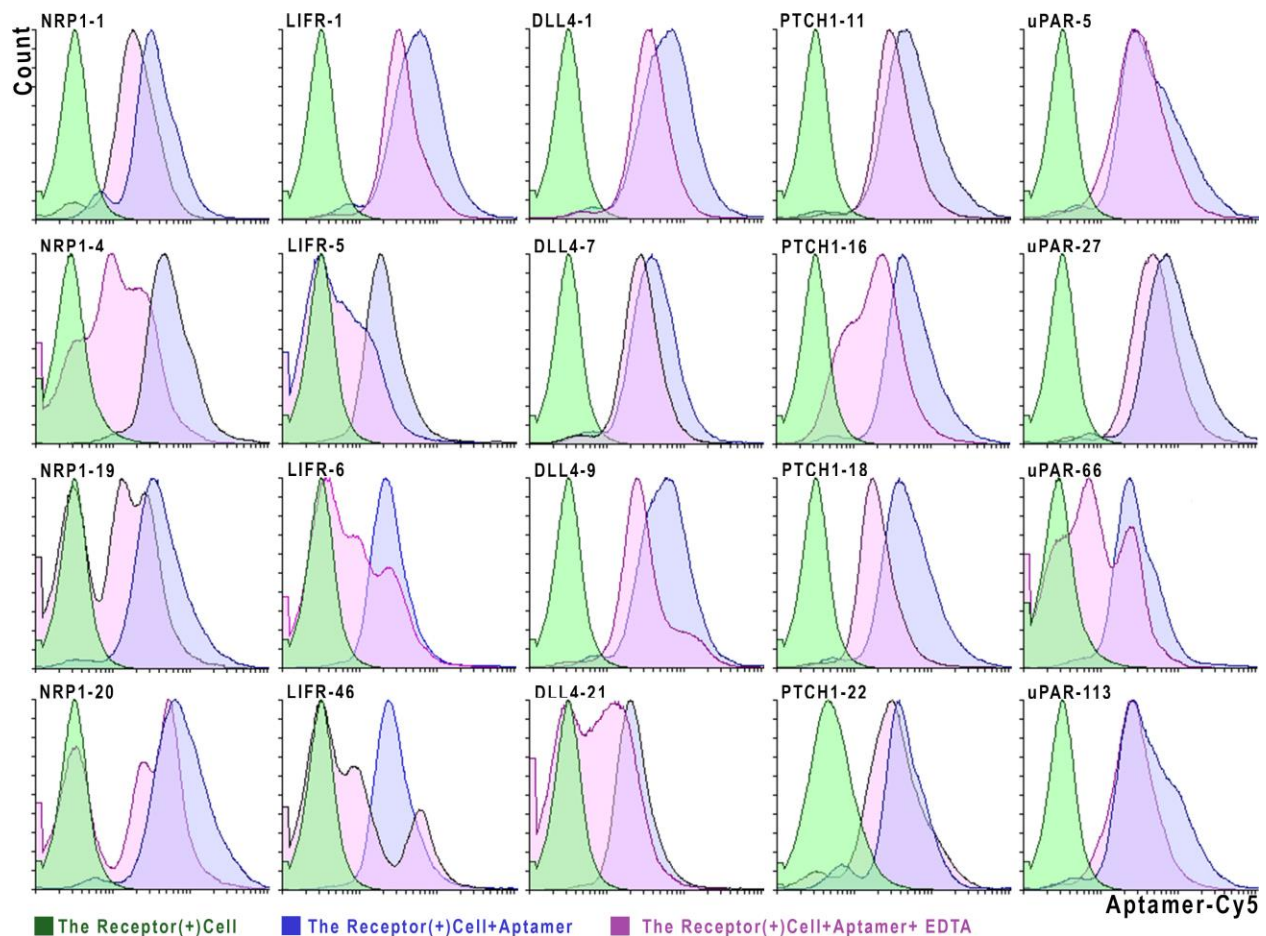 NRP1-1 LIFR-1 DLL4-1 PTCH1-11 uPAR-5
Count
NRP1-4 LIFR-5 DLL4-7 PTCH1-16 uPAR-27
NRP1-19 LIFR-6 DLL4-9 PTCH1-18 uPAR-66
NRP1-20 LIFR-46 DLL4-21 PTCH1-22 uPAR-113
Aptamer-Cy5
The Receptor(+)Cell The Receptor(+)Cell+Aptamer The Receptor(+)Cell+Aptamer+ EDTA